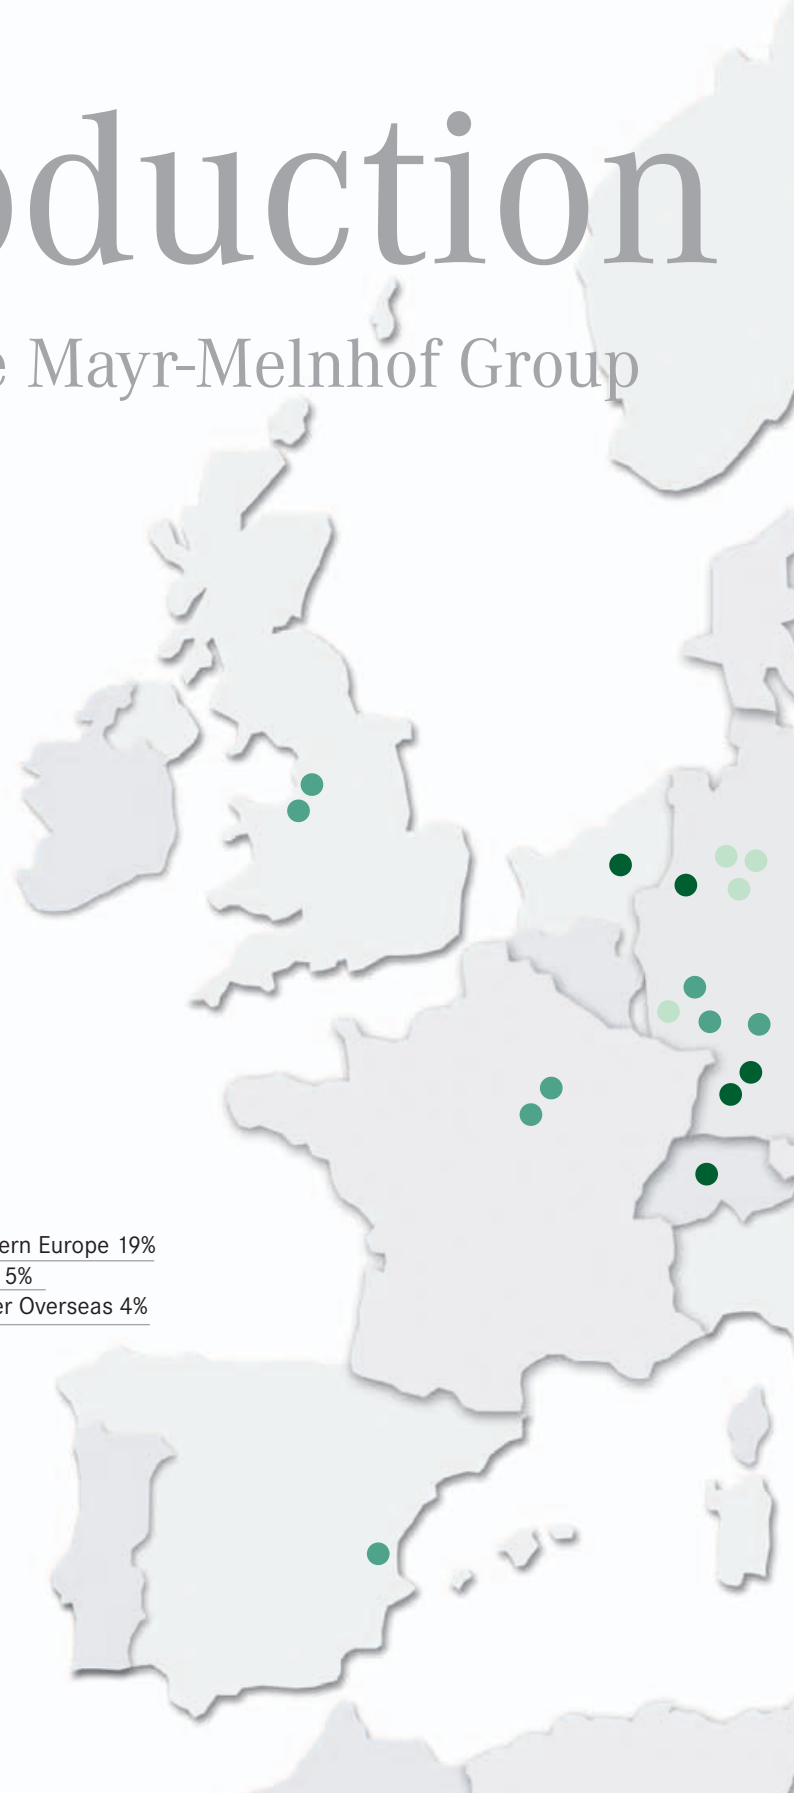 oduction
e Mayr-Melnhof Group
ern Europe 19%
5%
er Overseas 4%